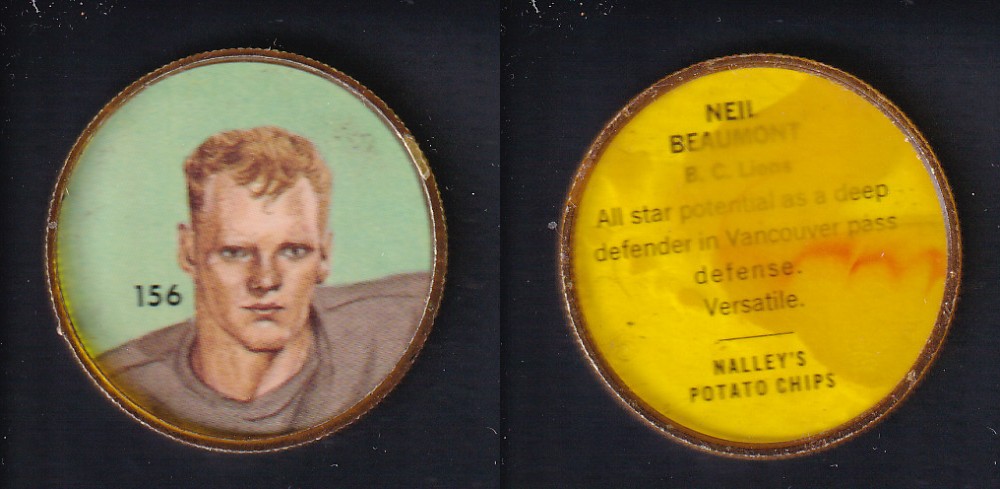 156
NEIL
BEAUMONT
B. C. Lions
All star potential as a deep
defender in Vancouver pass
defense.
Versatile.
NALLEY'S
POTATO CHIPS